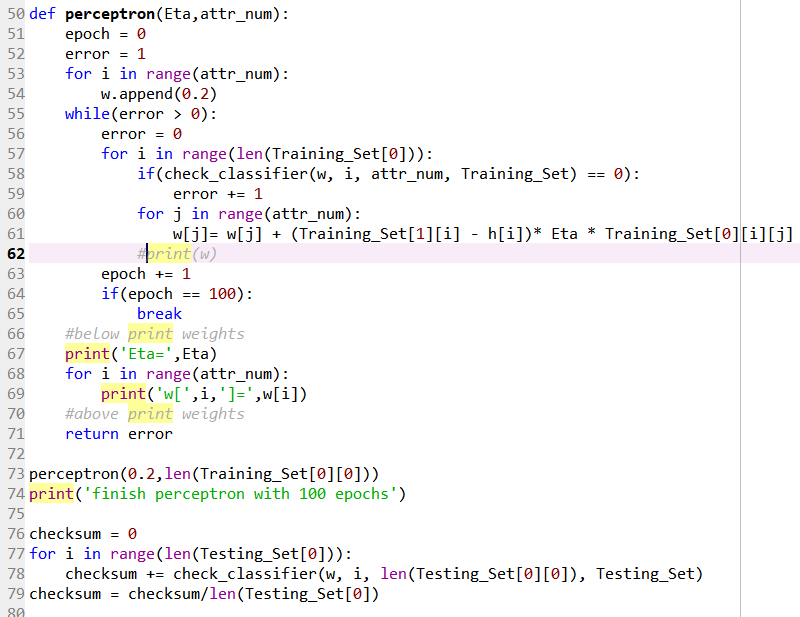 50 def perceptron(Eta,attr_num):
51     epoch = 0
52     error = 1
53     for i in range(attr_num):
54         w.append(0.2)
55     while(error > 0):
56         error = 0
57         for i in range(len(Training_Set[0])):
58             if(check_classifier(w, i, attr_num, Training_Set) == 0):
59                 error += 1
60             for j in range(attr_num):
61                 w[j]= w[j] + (Training_Set[1][i] - h[i])* Eta * Training_Set[0][i][j]
62             #print(w)
63         epoch += 1
64         if(epoch == 100):
65             break
66     #below print weights
67     print('Eta=',Eta)
68     for i in range(attr_num):
69         print('w[',i,']=',w[i])
70     #above print weights
71     return error
72
73 perceptron(0.2,len(Training_Set[0][0]))
74 print('finish perceptron with 100 epochs')
75
76 checksum = 0
77 for i in range(len(Testing_Set[0])):
78     checksum += check_classifier(w, i, len(Testing_Set[0][0]), Testing_Set)
79 checksum = checksum/len(Testing_Set[0])
80